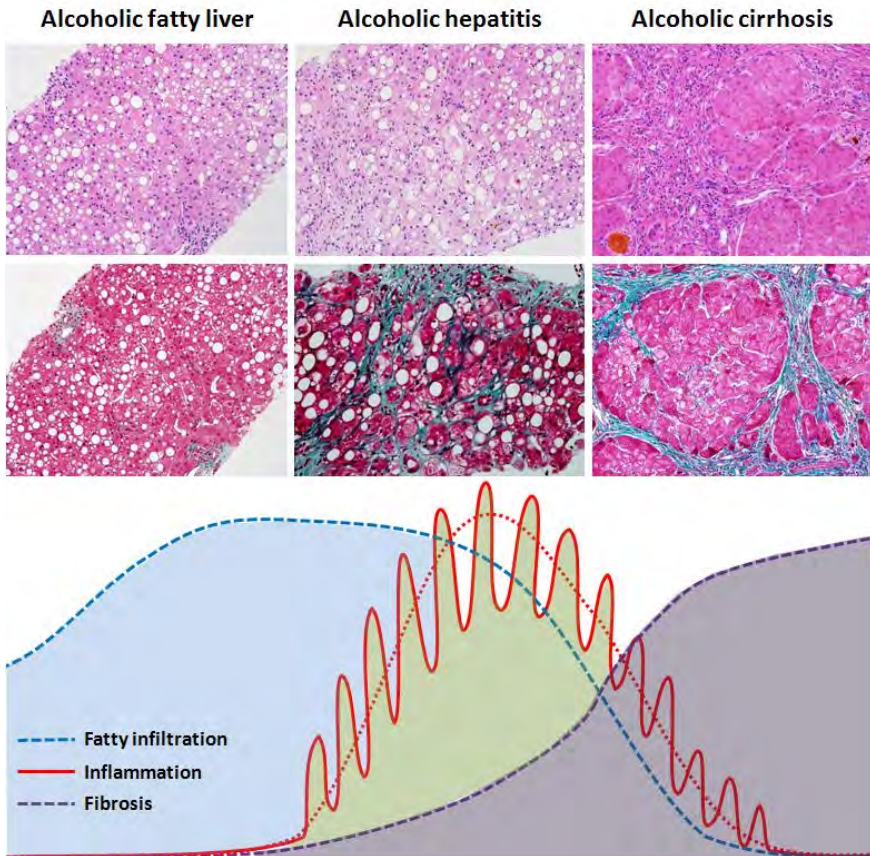 Alcoholic fatty liver
Alcoholic hepatitis
Alcoholic cirrhosis
Fatty infiltration
Inflammation
Fibrosis